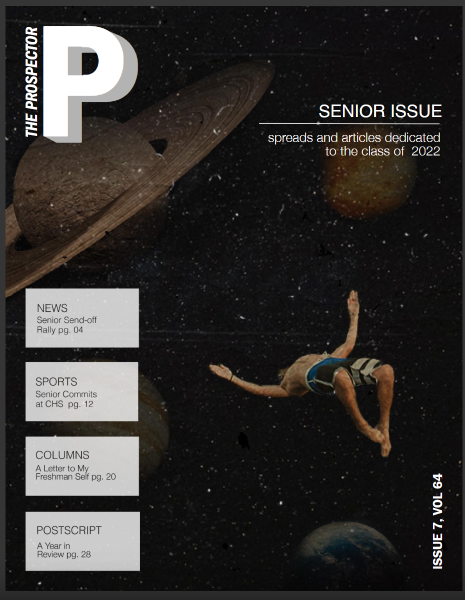 THE PROSPECTOR
P
SENIOR ISSUE
spreads and articles dedicated
to the class of 2022
NEWS
Senior Send-off
Rally pg. 04
SPORTS
Senior Commits
at CHS pg. 12
COLUMNS
A Letter to My
Freshman Self pg. 20
POSTSCRIPT
A Year in
Review pg. 28
ISSUE 7, VOL 64